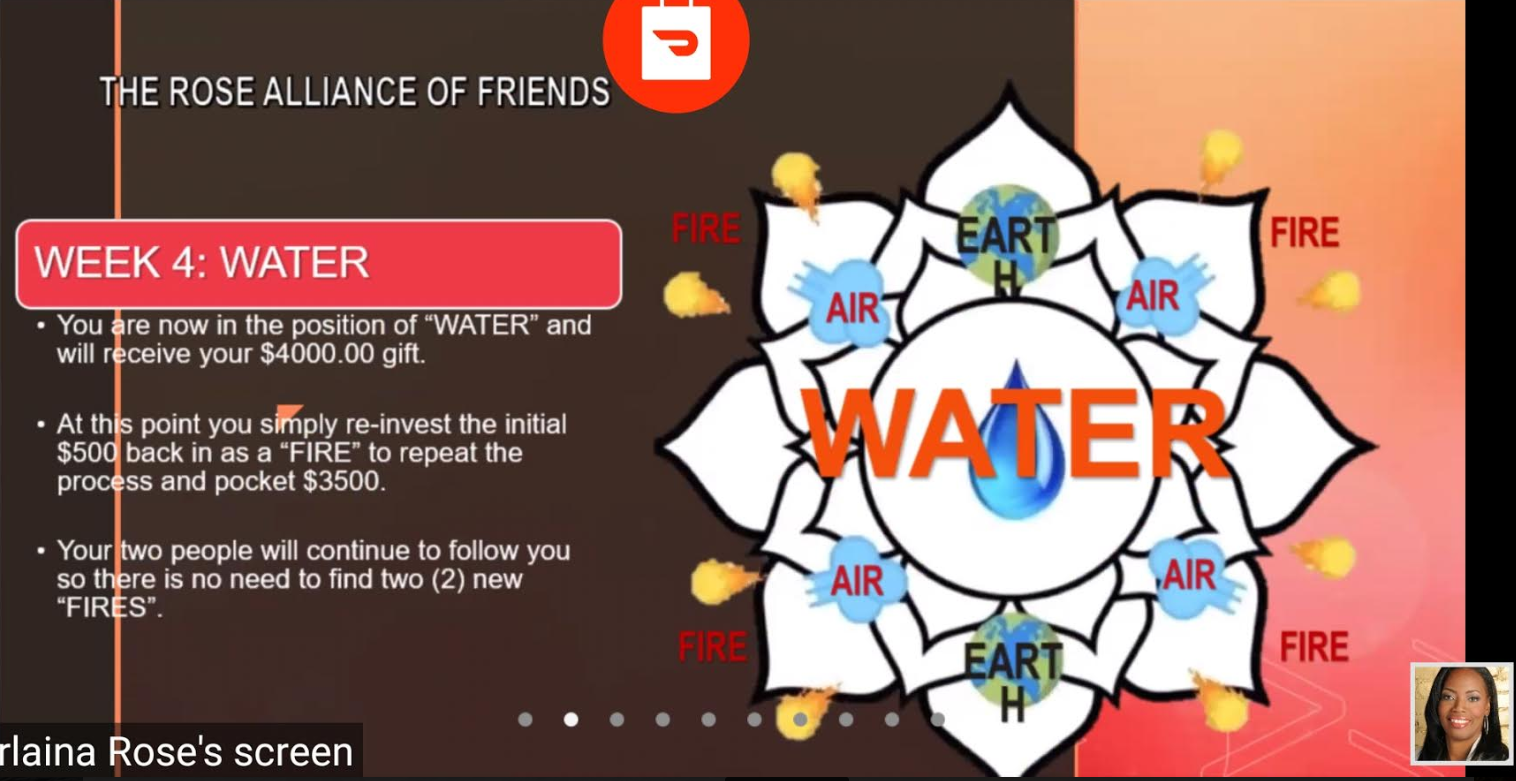 THE ROSE ALLIANCE OF FRIENDS
WEEK 4: WATER
• You are now in the position of “WATER” and
will receive your $4000.00 gift.
• At this point you simply re-invest the initial
$500 back in as a “FIRE” to repeat the
process and pocket $3500.
• Your two people will continue to follow you
so there is no need to find two (2) new
“FIRES”.
FIRE
EART
H
FIRE
AIR
AIR
WATER
AIR
AIR
FIRE
EART
H
FIRE
rlaina Rose's screen